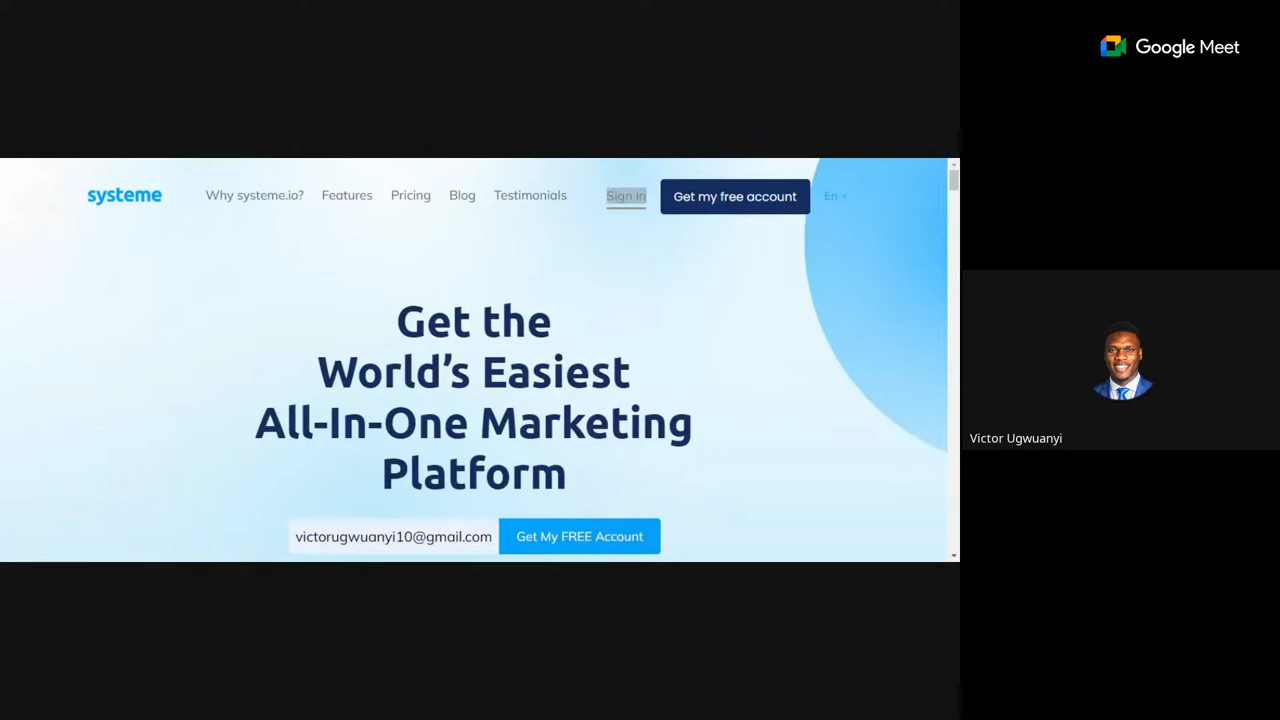 Google Meet
systeme
Why systeme.io? Features Pricing Blog Testimonials Sign in Get my free account En
Get the
World's Easiest
All-In-One Marketing
Platform
victorugwuanyi10@gmail.com Get My FREE Account
Victor Ugwuanyi